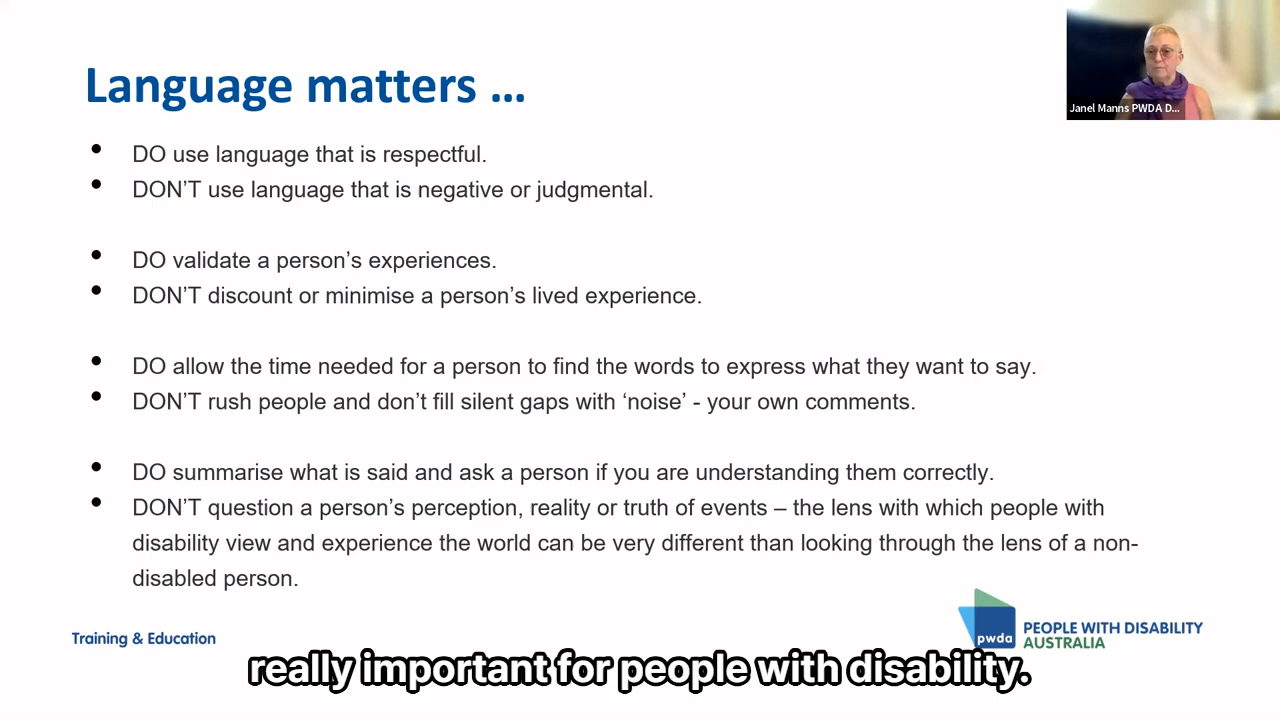 Language matters ...
Janel Manns PWDA D...
• DO use language that is respectful.
• DON’T use language that is negative or judgmental.
• DO validate a person’s experiences.
• DON’T discount or minimise a person’s lived experience.
• DO allow the time needed for a person to find the words to express what they want to say.
• DON’T rush people and don’t fill silent gaps with ‘noise’ - your own comments.
• DO summarise what is said and ask a person if you are understanding them correctly.
• DON’T question a person’s perception, reality or truth of events – the lens with which people with
disability view and experience the world can be very different than looking through the lens of a non-
disabled person.
Training & Education
pwda
PEOPLE WITH DISABILITY
AUSTRALIA
really important for people with disability.